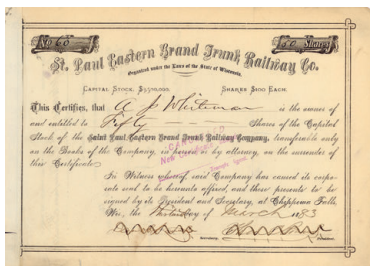 No 60
50 Shares
St. Paul Eastern Grand Trunk Railway Co.
Organized under the Laws of the State of Wisconsin.
CAPITAL STOCK, $5,000,000. SHARES $100 EACH.
This Certifies, that A J Whiteman is the owner of
and entitled to Fifty Shares of the Capital
Stock of the Saint Paul Eastern Grand Trunk Railway Company, transferable only
on the Books of the Company, in person or by attorney, on the surrender of
this Certificate.
CANCELLED
New
In Witness whereof, said Company has caused its corpo-
rate seal to be hereunto affixed, and these presents to be
signed by its President and Secretary, at Chippewa Falls,
Wis., the day of March 1883
Secretary. President.